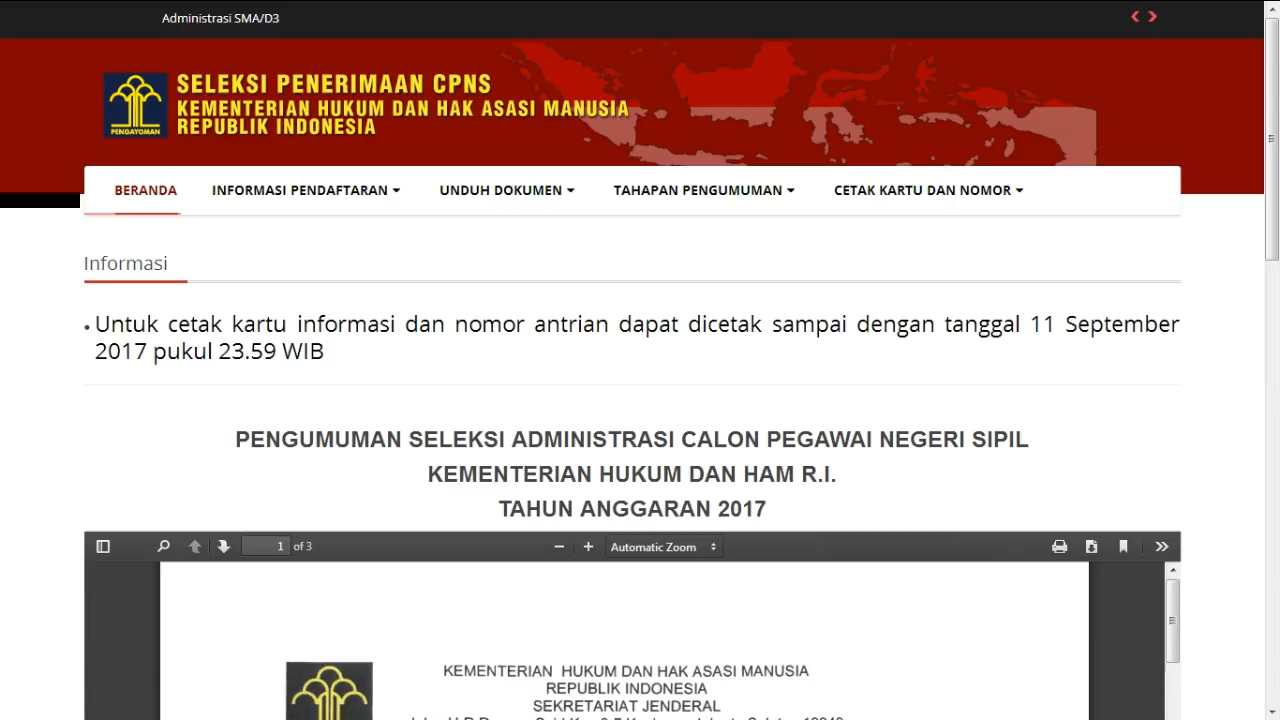 Administrasi SMA/D3
SELEKSI PENERIMAAN CPNS
KEMENTERIAN HUKUM DAN HAK ASASI MANUSIA
REPUBLIK INDONESIA
PENGAYOMAN
BERANDA INFORMASI PENDAFTARAN UNDUH DOKUMEN TAHAPAN PENGUMUMAN CETAK KARTU DAN NOMOR
Informasi
• Untuk cetak kartu informasi dan nomor antrian dapat dicetak sampai dengan tanggal 11 September
2017 pukul 23.59 WIB
PENGUMUMAN SELEKSI ADMINISTRASI CALON PEGAWAI NEGERI SIPIL
KEMENTERIAN HUKUM DAN HAM R.I.
TAHUN ANGGARAN 2017
1 of 3 Automatic Zoom
KEMENTERIAN HUKUM DAN HAK ASASI MANUSIA
REPUBLIK INDONESIA
SEKRETARIAT JENDERAL